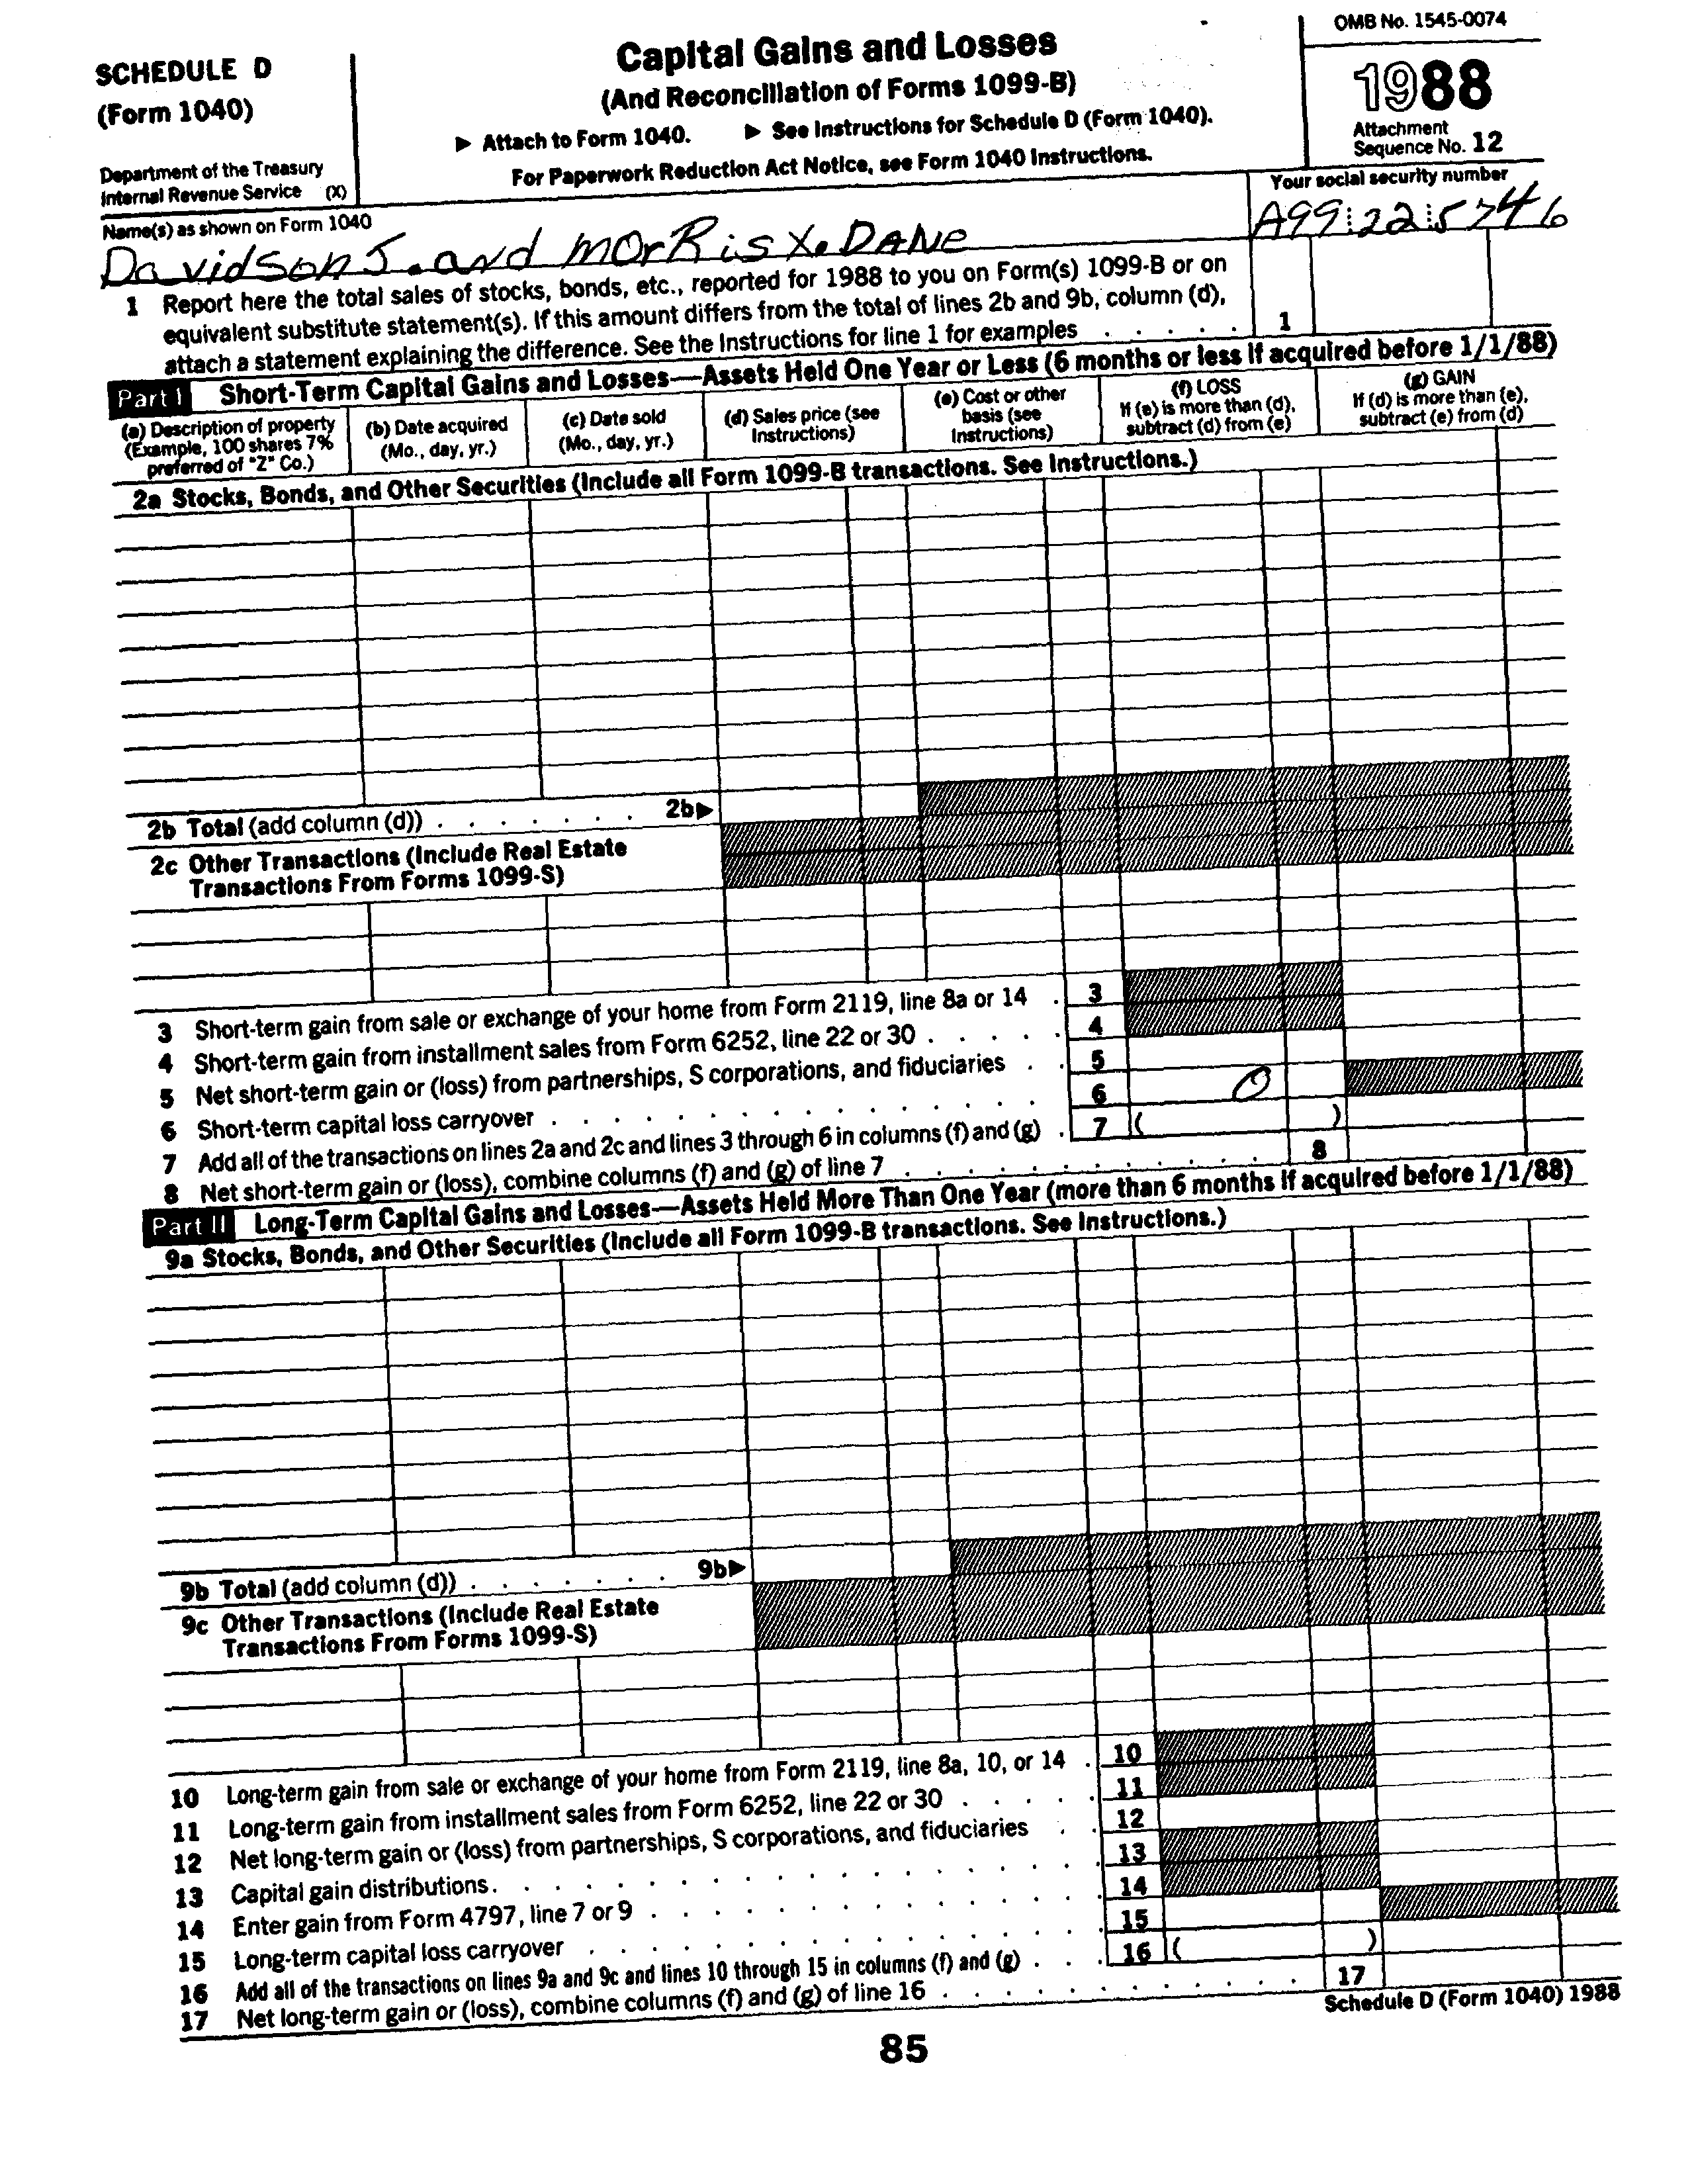 SCHEDULE D
(Form 1040)
Department of the Treasury
Internal Revenue Service (X)
Capital Gains and Losses
(And Reconciliation of Forms 1099-B)
▶ Attach to Form 1040. ▶ See Instructions for Schedule D (Form 1040).
For Paperwork Reduction Act Notice, see Form 1040 Instructions.
OMB No. 1545-0074
1988
Attachment
Sequence No. 12
Name(s) as shown on Form 1040
Davidson J. and morRis X. DANE
Your social security number
A99 22 5746
1 Report here the total sales of stocks, bonds, etc., reported for 1988 to you on Form(s) 1099-B or on
equivalent substitute statement(s). If this amount differs from the total of lines 2b and 9b, column (d),
attach a statement explaining the difference. See the Instructions for line 1 for examples . . . . . 1
Part I Short-Term Capital Gains and Losses—Assets Held One Year or Less (6 months or less if acquired before 1/1/88)
(a) Description of property
(Example, 100 shares 7%
preferred of "Z" Co.)
(b) Date acquired
(Mo., day, yr.)
(c) Date sold
(Mo., day, yr.)
(d) Sales price (see
Instructions)
(e) Cost or other
basis (see
Instructions)
(f) LOSS
If (e) is more than (d),
subtract (d) from (e)
(g) GAIN
If (d) is more than (e),
subtract (e) from (d)
2a Stocks, Bonds, and Other Securities (Include all Form 1099-B transactions. See Instructions.)
2b Total (add column (d)) . . . . . . . 2b▶
2c Other Transactions (Include Real Estate
Transactions From Forms 1099-S)
3 Short-term gain from sale or exchange of your home from Form 2119, line 8a or 14 . 3
4 Short-term gain from installment sales from Form 6252, line 22 or 30 . . . . . 4
5 Net short-term gain or (loss) from partnerships, S corporations, and fiduciaries . . 5
6 Short-term capital loss carryover . . . . . . . . . . . . . . 6 0
7 Add all of the transactions on lines 2a and 2c and lines 3 through 6 in columns (f) and (g) . 7 ( )
8 Net short-term gain or (loss), combine columns (f) and (g) of line 7 . . . . . . . . . . . . . 8
Part II Long-Term Capital Gains and Losses—Assets Held More Than One Year (more than 6 months if acquired before 1/1/88)
9a Stocks, Bonds, and Other Securities (Include all Form 1099-B transactions. See Instructions.)
9b Total (add column (d)) . . . . . . . 9b▶
9c Other Transactions (Include Real Estate
Transactions From Forms 1099-S)
10 Long-term gain from sale or exchange of your home from Form 2119, line 8a, 10, or 14 . 10
11 Long-term gain from installment sales from Form 6252, line 22 or 30 . . . . . 11
12 Net long-term gain or (loss) from partnerships, S corporations, and fiduciaries . . 12
13 Capital gain distributions. . . . . . . . . . . . . . . . 13
14 Enter gain from Form 4797, line 7 or 9 . . . . . . . . . . . . 14
15 Long-term capital loss carryover . . . . . . . . . . . . . . 15
16 Add all of the transactions on lines 9a and 9c and lines 10 through 15 in columns (f) and (g) . . . 16 ( )
17 Net long-term gain or (loss), combine columns (f) and (g) of line 16 . . . . . . . . . . . . . 17
Schedule D (Form 1040) 1988
85